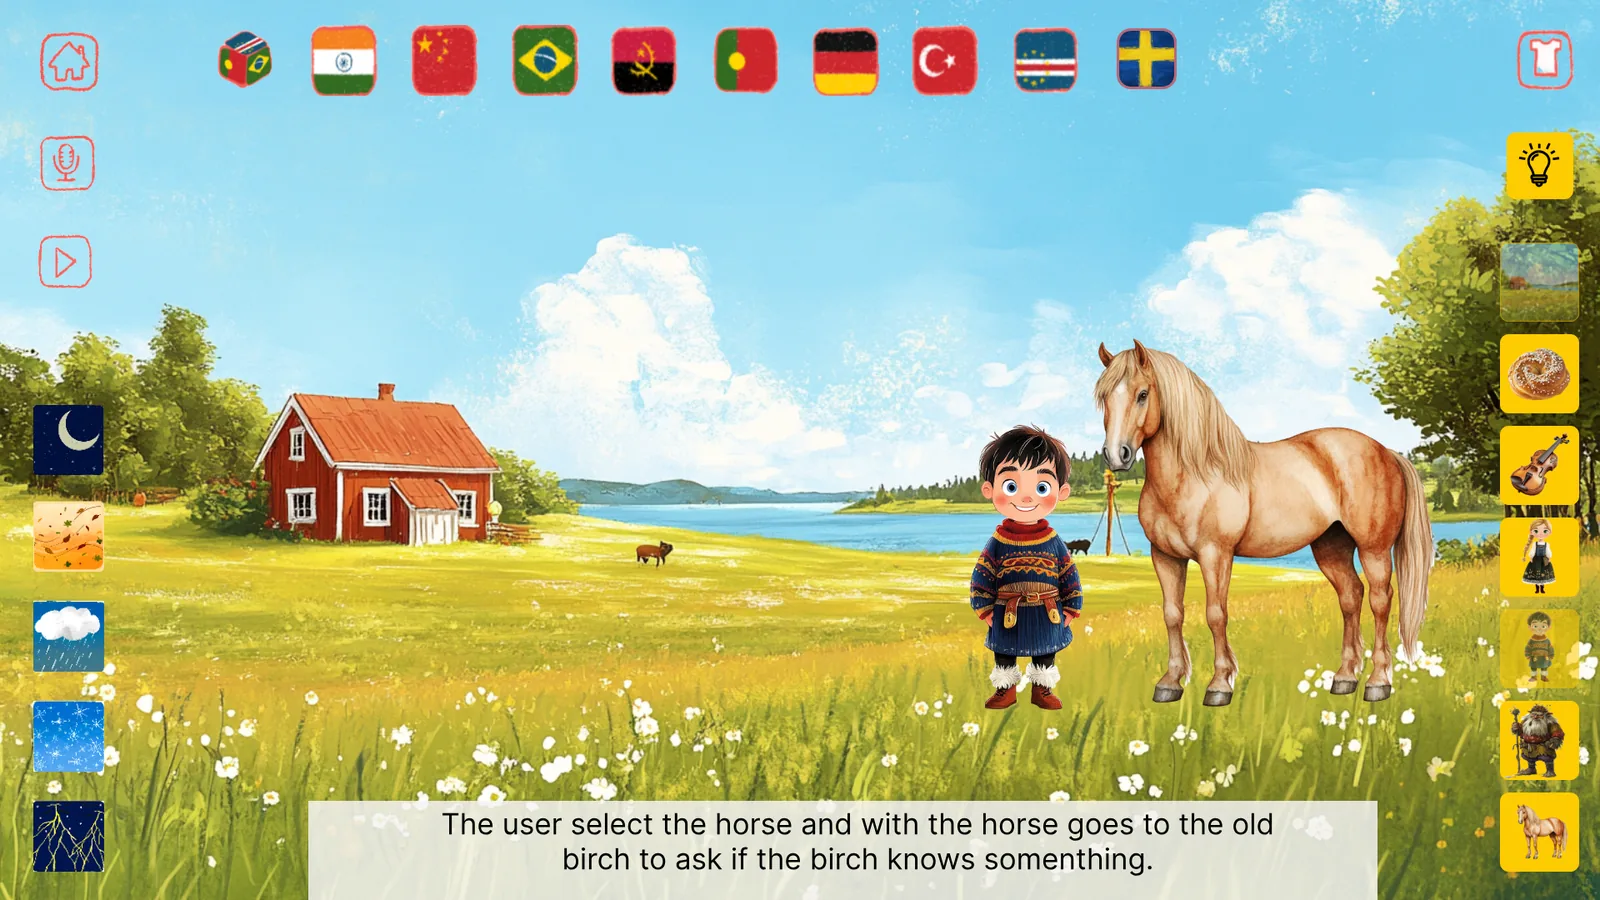 The user select the horse and with the horse goes to the old
birch to ask if the birch knows somenthing.